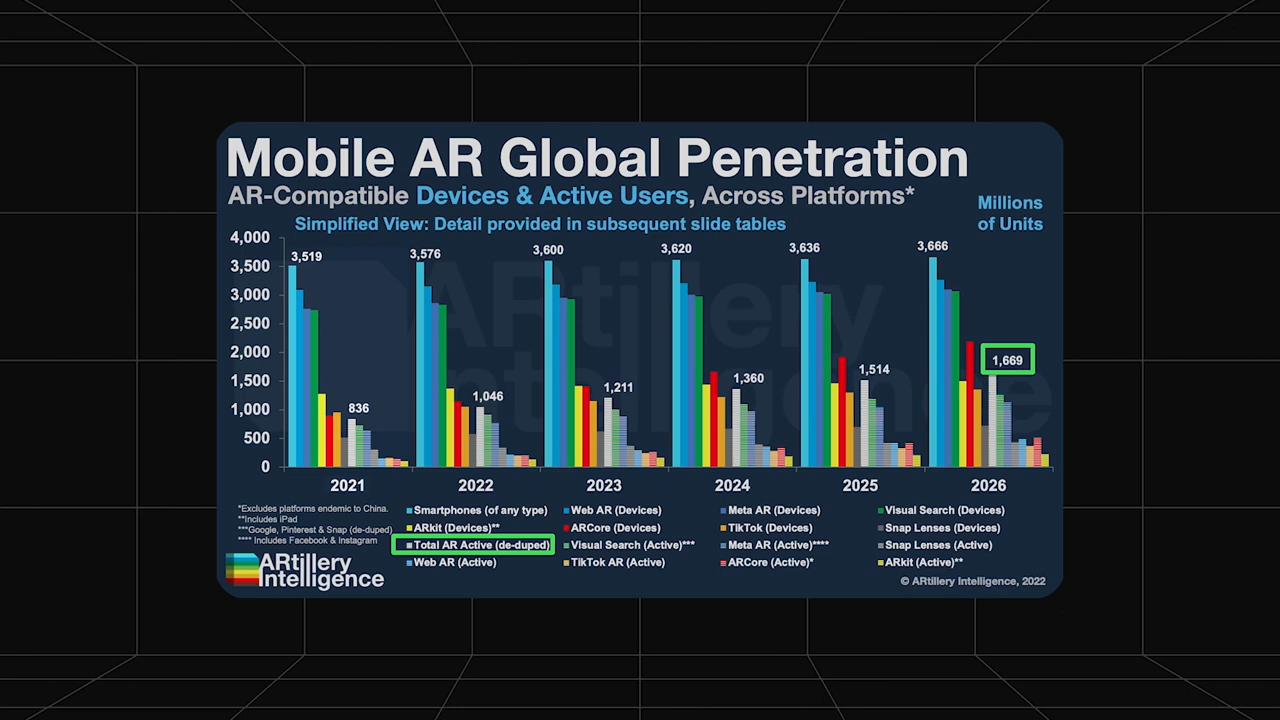 Mobile AR Global Penetration
AR-Compatible Devices & Active Users, Across Platforms*
Millions
of Units
Simplified View: Detail provided in subsequent slide tables
4,000
3,500
3,000
2,500
2,000
1,500
1,000
500
0
3,519
836
3,576
1,046
3,600
1,211
3,620
1,360
3,636
1,514
3,666
1,669
2021
2022
2023
2024
2025
2026
*Excludes platforms endemic to China.
**Includes iPad
***Google, Pinterest & Snap (de-duped)
**** Includes Facebook & Instagram
Smartphones (of any type)
Web AR (Devices)
Meta AR (Devices)
Visual Search (Devices)
ARkit (Devices)**
ARCore (Devices)
TikTok (Devices)
Snap Lenses (Devices)
Total AR Active (de-duped)
Visual Search (Active)***
Meta AR (Active)****
Snap Lenses (Active)
Web AR (Active)
TikTok AR (Active)
ARCore (Active)*
ARkit (Active)**
ARtillery
Intelligence
© ARtillery Intelligence, 2022
ARtillery
Intelligence